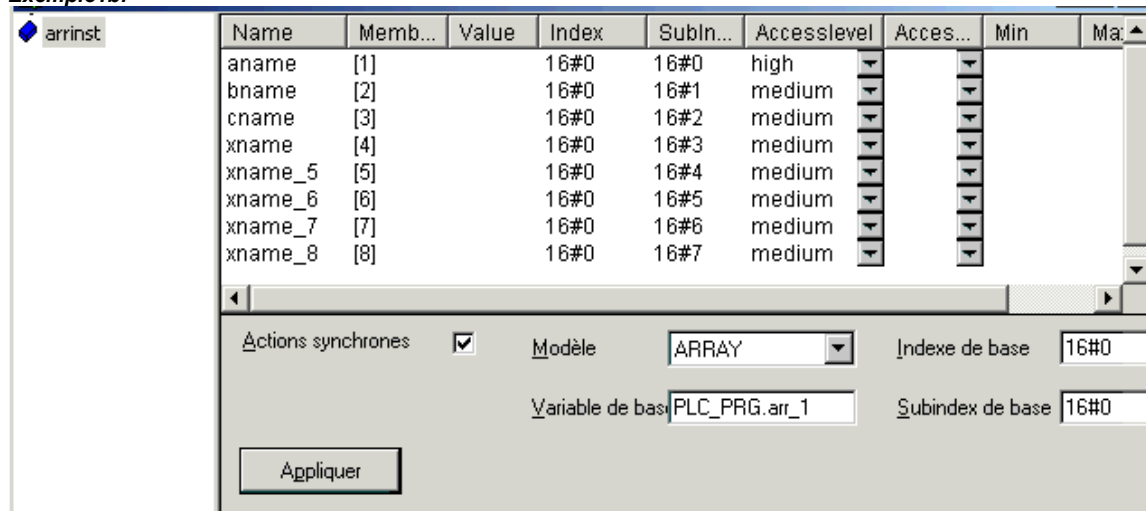 arrinst
Name Memb... Value Index SubIn... Accesslevel Acces... Min
aname [1] 16#0 16#0 high
bname [2] 16#0 16#1 medium
cname [3] 16#0 16#2 medium
xname [4] 16#0 16#3 medium
xname_5 [5] 16#0 16#4 medium
xname_6 [6] 16#0 16#5 medium
xname_7 [7] 16#0 16#6 medium
xname_8 [8] 16#0 16#7 medium
Actions synchrones Modèle ARRAY Indexe de base 16#0
Variable de bas PLC_PRG.arr_1 Subindex de base 16#0
Appliquer